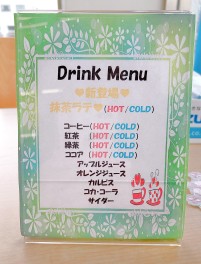 Drink Menu
♥新登場♥
抹茶ラテ♥(HOT/COLD)
コーヒー(HOT/COLD)
紅茶 (HOT/COLD)
緑茶 (HOT/COLD)
ココア (HOT/COLD)
アップルジュース
オレンジジュース
カルピス
コカ・コーラ
サイダー